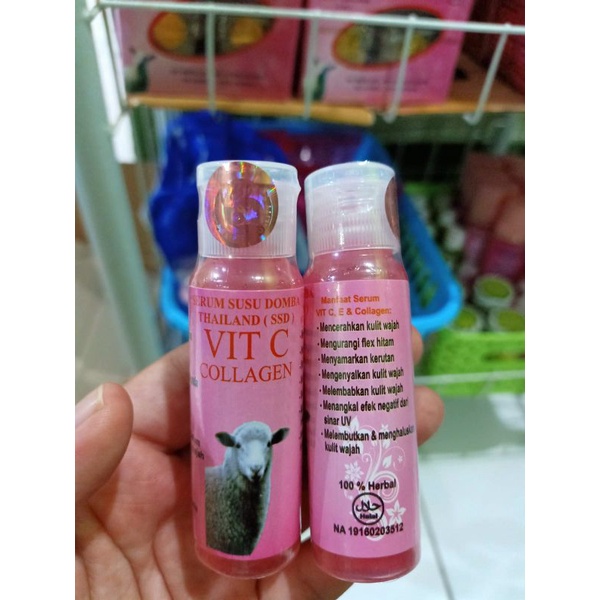 SERUM SUSU DOMBA
THAILAND ( SSD )
VIT C
COLLAGEN
Manfaat Serum
VIT C, E & Collagen:
- Mencerahkan kulit wajah
- Mengurangi flex hitam
- Menyamarkan kerutan
- Mengenyalkan kulit wajah
- Melembabkan kulit wajah
- Menangkal efek negatif dari
sinar UV
- Melembutkan & menghaluskan
kulit wajah
100 % Herbal
حلال
Halal
NA 19160203512